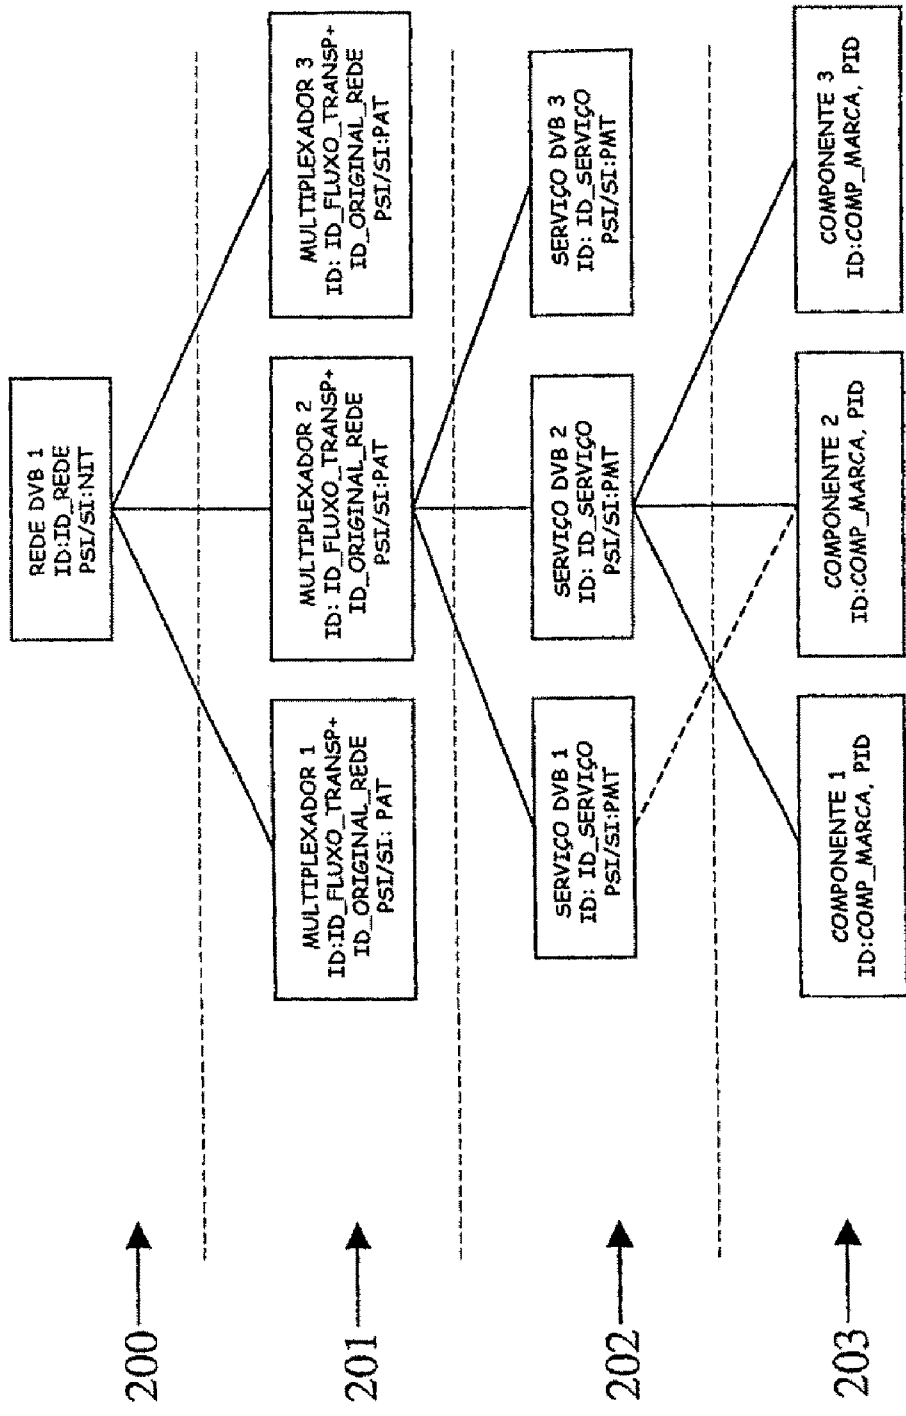 200
REDE DVB 1
ID:ID_REDE
PSI/SI:NIT
201
MULTIPLEXADOR 1
ID:ID_FLUXO_TRANSP+
ID_ORIGINAL_REDE
PSI/SI: PAT
MULTIPLEXADOR 2
ID: ID_FLUXO_TRANSP+
ID_ORIGINAL_REDE
PSI/SI:PAT
MULTIPLEXADOR 3
ID: ID_FLUXO_TRANSP+
ID_ORIGINAL_REDE
PSI/SI:PAT
202
SERVIÇO DVB 1
ID: ID_SERVIÇO
PSI/SI:PMT
SERVIÇO DVB 2
ID: ID_SERVIÇO
PSI/SI:PMT
SERVIÇO DVB 3
ID: ID_SERVIÇO
PSI/SI:PMT
203
COMPONENTE 1
ID:COMP_MARCA, PID
COMPONENTE 2
ID:COMP_MARCA, PID
COMPONENTE 3
ID:COMP_MARCA, PID